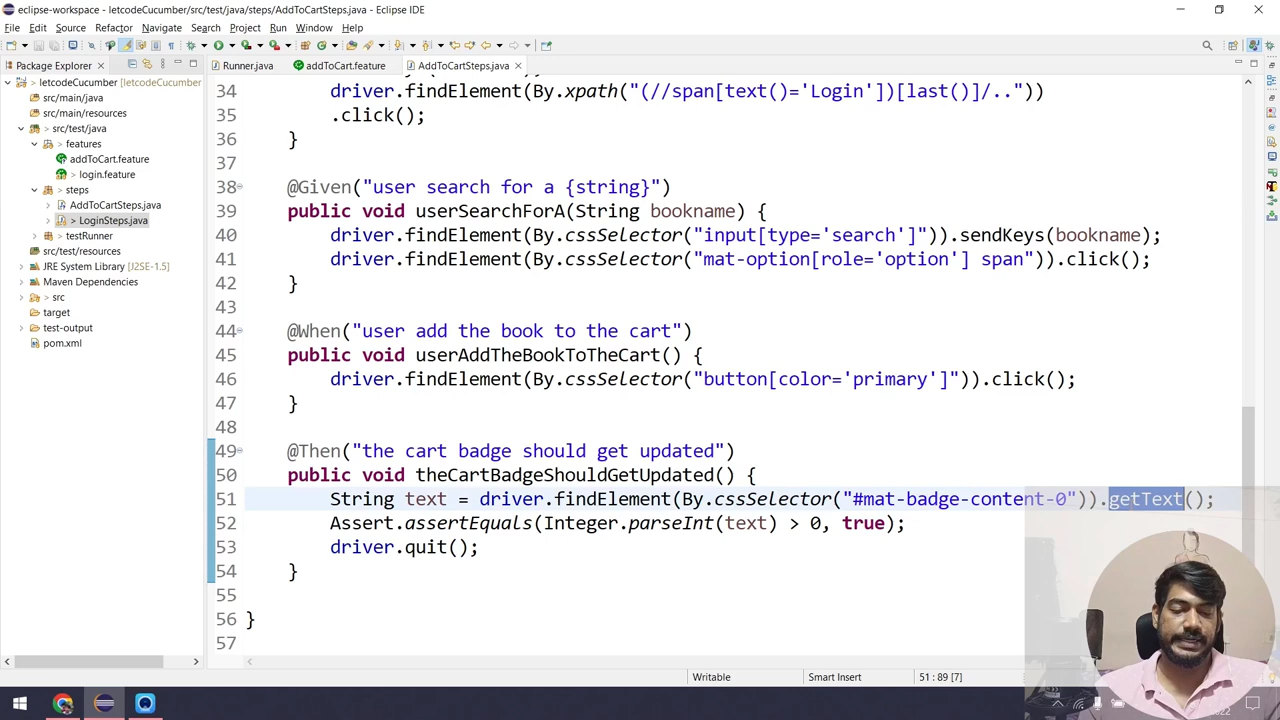 eclipse-workspace - letcodeCucumber/src/test/java/steps/AddToCartSteps.java - Eclipse IDE
File Edit Source Refactor Navigate Search Project Run Window Help
Package Explorer
Runner.java addToCart.feature AddToCartSteps.java
letcodeCucumber [letcodeCucumber
src/main/java
src/main/resources
src/test/java
features
addToCart.feature
> login.feature
steps
AddToCartSteps.java
> LoginSteps.java
testRunner
src/test/resources
JRE System Library [J2SE-1.5]
Maven Dependencies
> src
target
test-output
pom.xml
34 driver.findElement(By.xpath("(//span[text()='Login'])[last()]/.."))
35 .click();
36 }
37
38 @Given("user search for a {string}")
39 public void userSearchForA(String bookname) {
40 driver.findElement(By.cssSelector("input[type='search']")).sendKeys(bookname);
41 driver.findElement(By.cssSelector("mat-option[role='option'] span")).click();
42 }
43
44 @When("user add the book to the cart")
45 public void userAddTheBookToTheCart() {
46 driver.findElement(By.cssSelector("button[color='primary']")).click();
47 }
48
49 @Then("the cart badge should get updated")
50 public void theCartBadgeShouldGetUpdated() {
51 String text = driver.findElement(By.cssSelector("#mat-badge-content-0")).getText();
52 Assert.assertEquals(Integer.parseInt(text) > 0, true);
53 driver.quit();
54 }
55
56 }
57
Writable Smart Insert 51 : 89 [7]